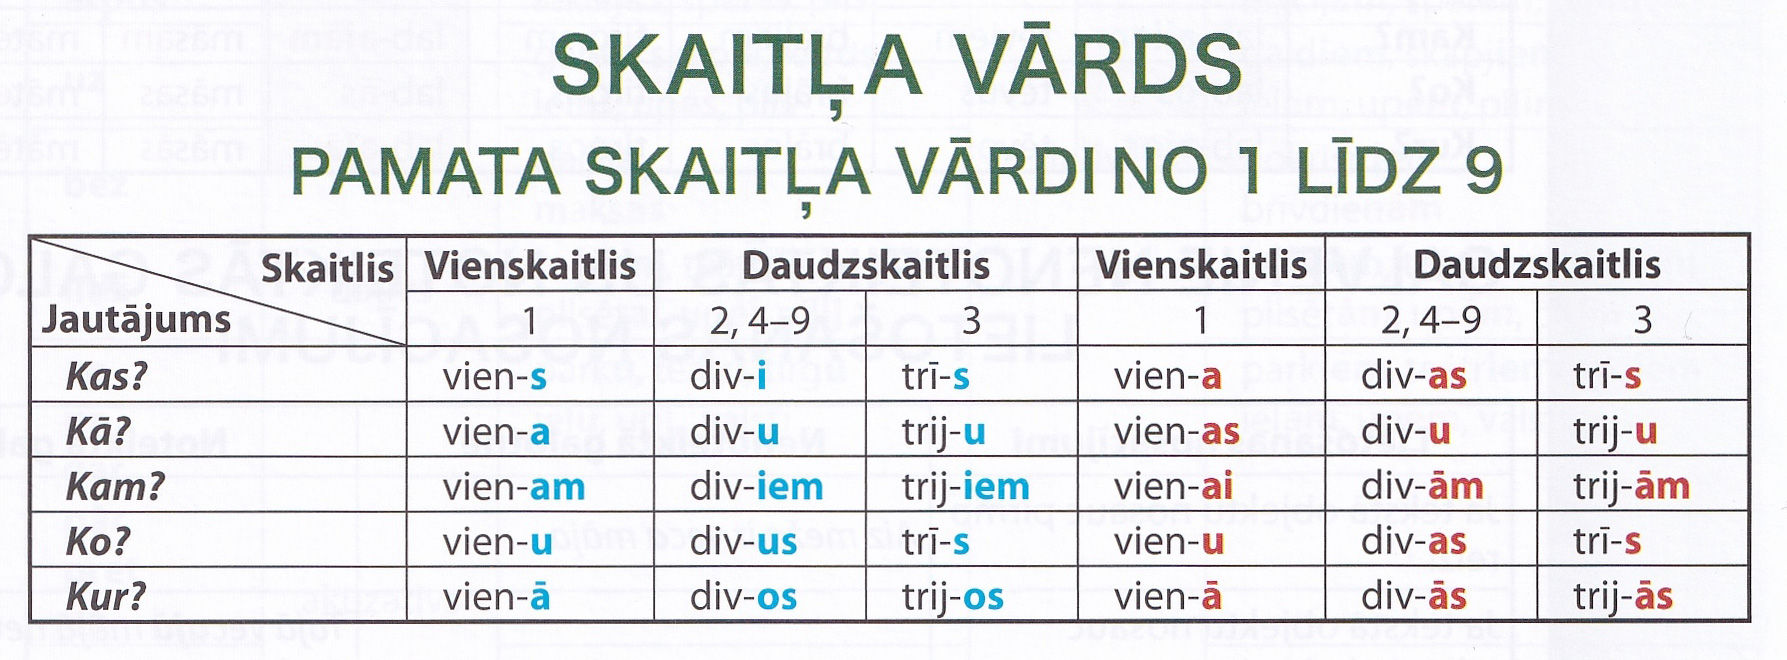 SKAITĻA VĀRDS
PAMATA SKAITĻA VĀRDI NO 1 LĪDZ 9
Skaitlis Vienskaitlis Daudzskaitlis Vienskaitlis Daudzskaitlis
Jautājums 1 2, 4-9 3 1 2, 4–9 3
Kas? vien-s div-i trī-s vien-a div-as trī-s
Kā? vien-a div-u trij-u vien-as div-u trij-u
Kam? vien-am div-iem trij-iem vien-ai div-ām trij-ām
Ko? vien-u div-us trī-s vien-u div-as trī-s
Kur? vien-ā div-os trij-os vien-ā div-ās trij-ās